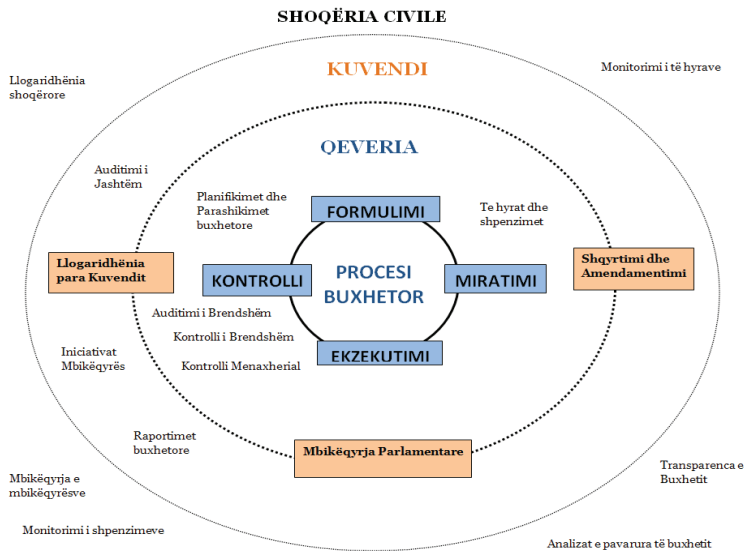 SHOQËRIA CIVILE
KUVENDI
Monitorimi i të hyrave
Llogaridhënia
shoqërore
QEVERIA
Auditimi i
Jashtëm
Planifikimet dhe
Parashikimet
buxhetore
FORMULIMI
Te hyrat dhe
shpenzimet
Llogaridhënia
para Kuvendit
KONTROLLI
PROCESI
BUXHETOR
MIRATIMI
Shqyrtimi dhe
Amendamentimi
Auditimi i Brendshëm
Kontrolli i Brendshëm
EKZEKUTIMI
Iniciativat
Mbikëqyrës
Kontrolli Menaxherial
Raportimet
buxhetore
Mbikëqyrja Parlamentare
Transparenca e
Buxhetit
Mbikëqyrja e
mbikëqyrësve
Monitorimi i shpenzimeve
Analizat e pavarura të buxhetit